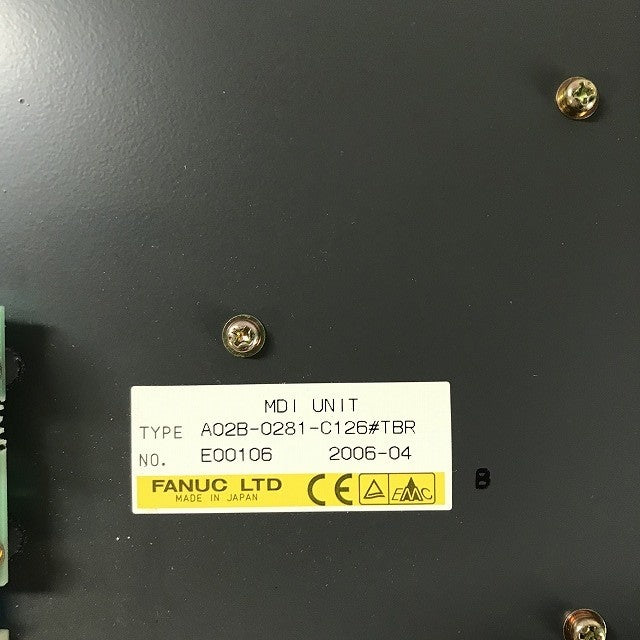 MDI UNIT
TYPE A02B-0281-C126#TBR
NO. E00106 2006-04
FANUC LTD
MADE IN JAPAN
CE
EMC
B